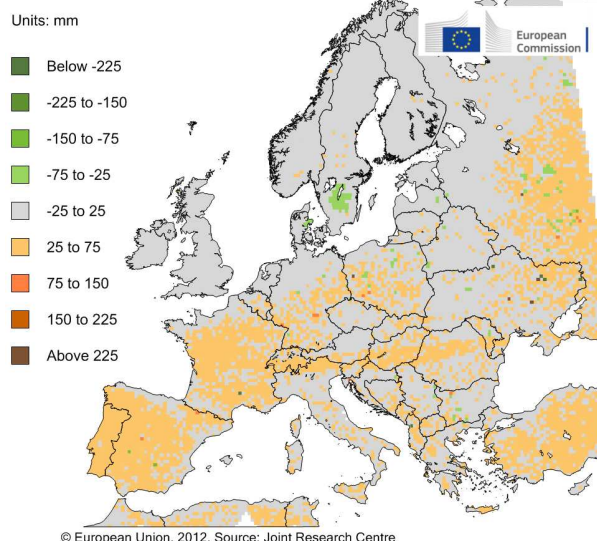 Units: mm
European
Commission
Below -225
-225 to -150
-150 to -75
-75 to -25
-25 to 25
25 to 75
75 to 150
150 to 225
Above 225
© European Union, 2012. Source: Joint Research Centre